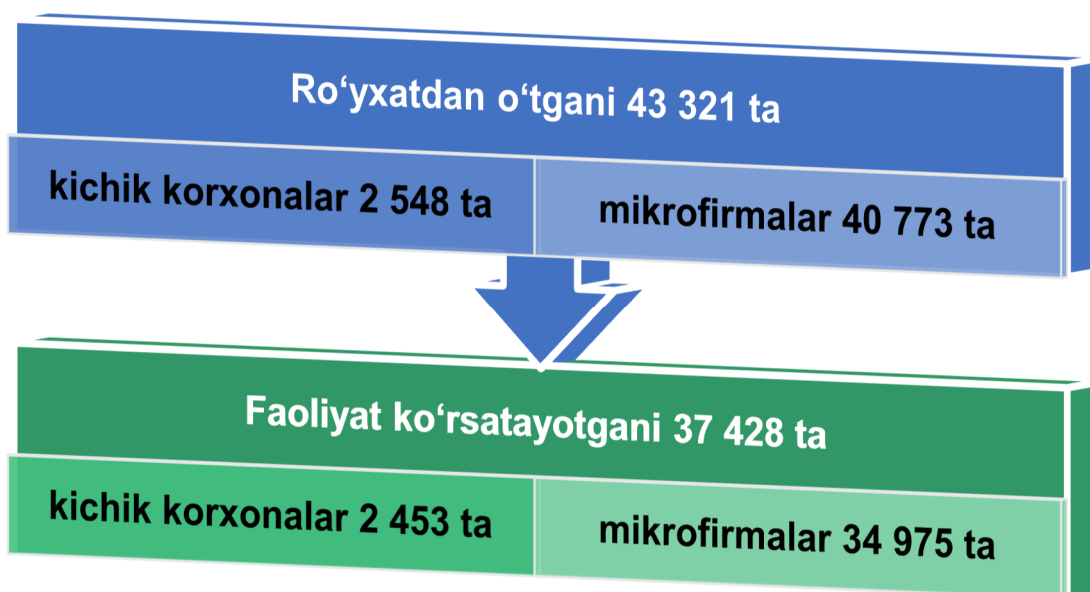 Ro‘yxatdan o‘tgani 43 321 ta
kichik korxonalar 2 548 ta
mikrofirmalar 40 773 ta
Faoliyat ko‘rsatayotgani 37 428 ta
kichik korxonalar 2 453 ta
mikrofirmalar 34 975 ta